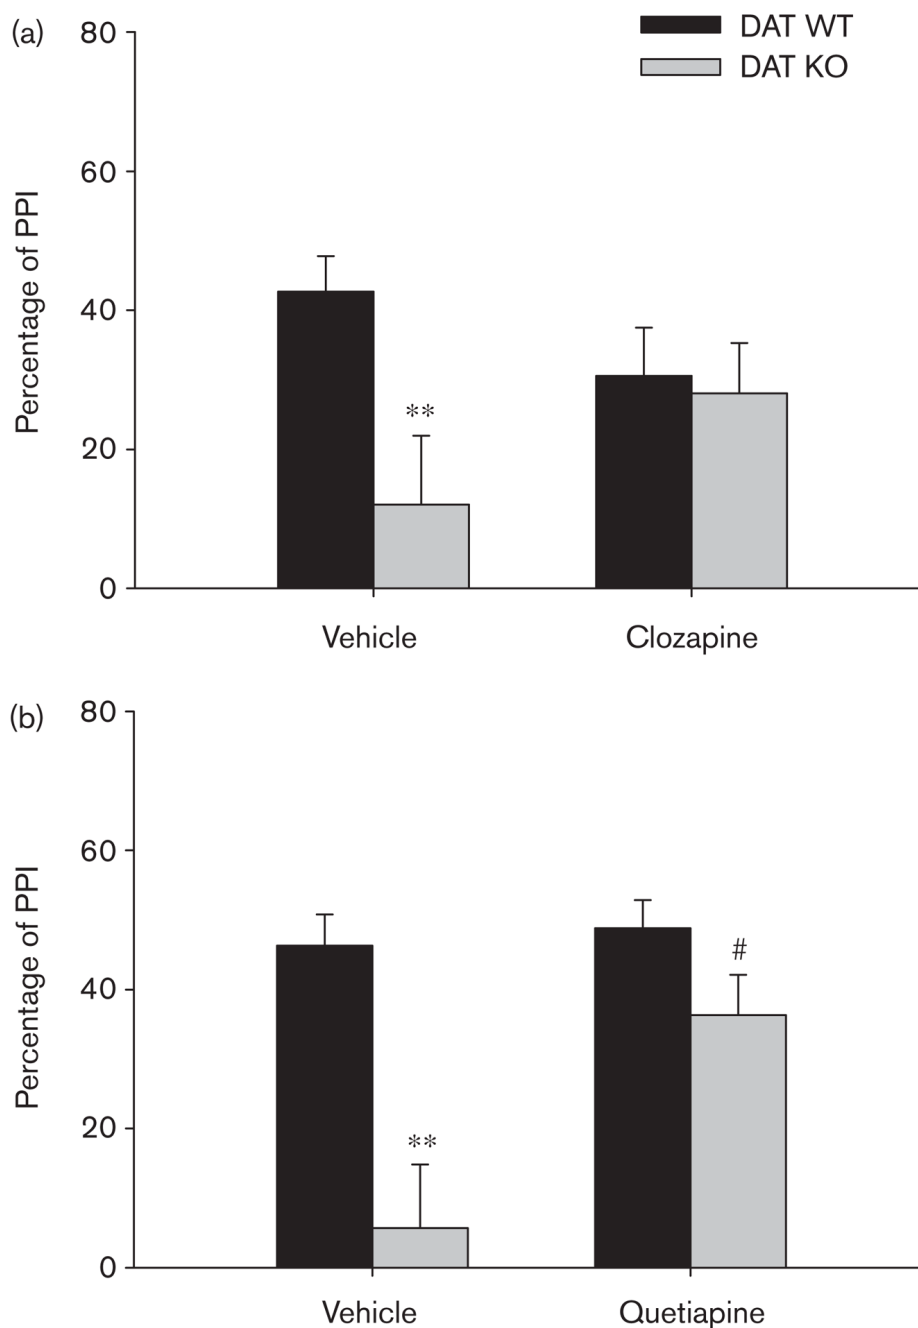 (a)
DAT WT
DAT KO
Percentage of PPI
80
60
40
20
0
**
Vehicle
Clozapine
(b)
Percentage of PPI
80
60
40
20
0
**
#
Vehicle
Quetiapine